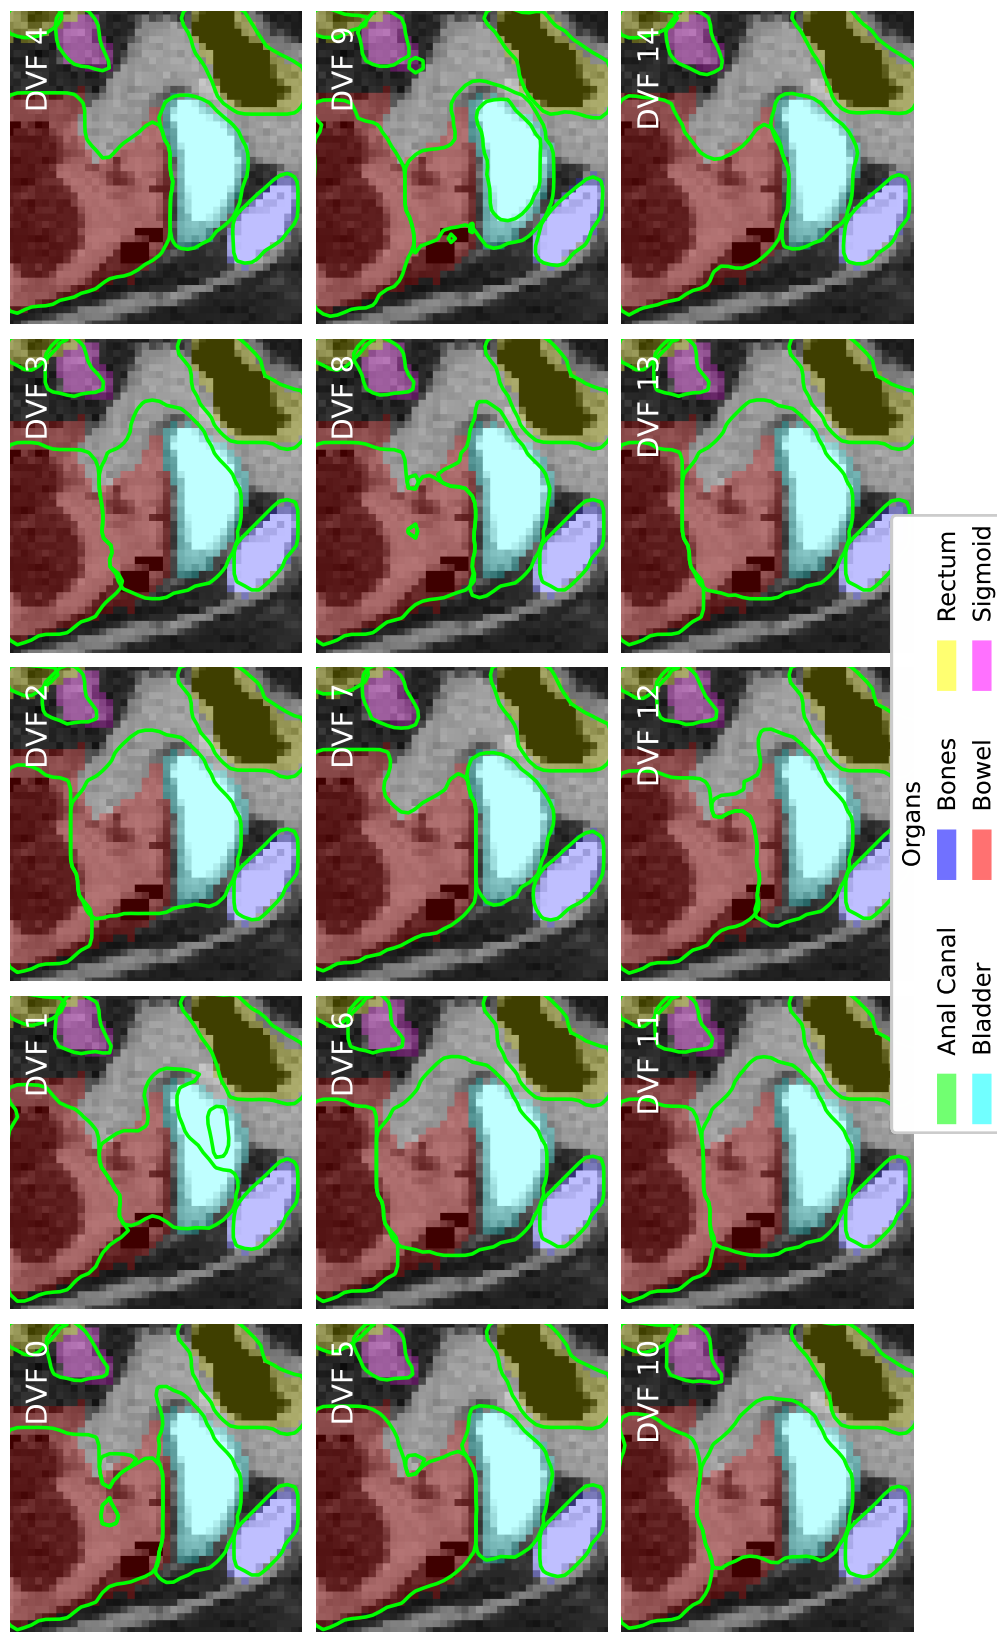 DVF 0
DVF 1
DVF 2
DVF 3
DVF 4
DVF 5
DVF 6
DVF 7
DVF 8
DVF 9
DVF 10
DVF 11
DVF 12
DVF 13
DVF 14
Organs
Anal Canal
Bones
Rectum
Bladder
Bowel
Sigmoid